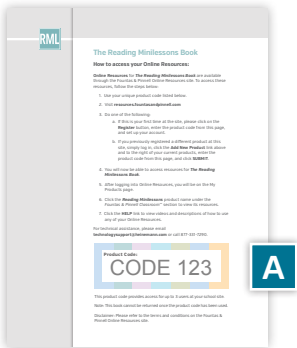 RML
The Reading Minilessons Book
How to access your Online Resources:
Online Resources for The Reading Minilessons Book are available
through the Fountas & Pinnell Online Resources site. To access these
resources, follow the steps below:
1. Use your unique product code listed below.
2. Visit resources.fountasandpinnell.com
3. Do one of the following:
a. If this is your first time at the site, please click on the
Register button, enter the product code from this page,
and set up your account.
b. If you previously registered a different product at this
site, simply log in, click the Add New Product link above
and to the right of your current products, enter the
product code from this page, and click SUBMIT.
4. You will now be able to access resources for The Reading
Minilessons Book.
5. After logging into Online Resources, you will be on the My
Products page.
6. Click the Reading Minilessons product name under the
Fountas & Pinnell Classroom™ section to view its resources.
7. Click the HELP link to view videos and descriptions of how to use
any of your Online Resources.
For technical assistance, please email
technologysupport@heinemann.com or call
Product Code:
CODE 123
A
This product code provides access for up to 3 users at your school site.
Note: This book cannot be returned once the product code has been used.
Disclaimer: Please refer to the terms and conditions on the Fountas &
Pinnell Online Resources site.